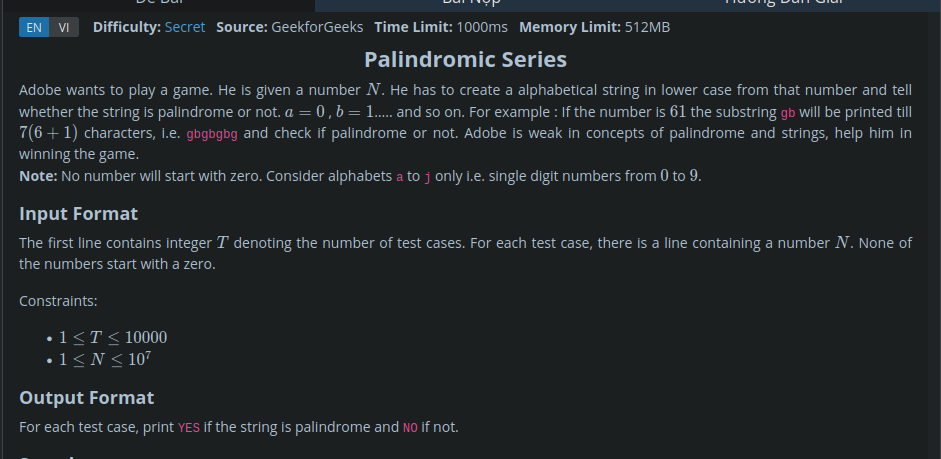 Đề Bài Bài Nộp Hướng Dẫn Giải
EN VI Difficulty: Secret Source: GeekforGeeks Time Limit: 1000ms Memory Limit: 512MB
Palindromic Series
Adobe wants to play a game. He is given a number N. He has to create a alphabetical string in lower case from that number and tell
whether the string is palindrome or not. a = 0 , b = 1..... and so on. For example : If the number is 61 the substring gb will be printed till
7(6 + 1) characters, i.e. gbgbgbg and check if palindrome or not. Adobe is weak in concepts of palindrome and strings, help him in
winning the game.
Note: No number will start with zero. Consider alphabets a to j only i.e. single digit numbers from 0 to 9.
Input Format
The first line contains integer T denoting the number of test cases. For each test case, there is a line containing a number N. None of
the numbers start with a zero.
Constraints:
• 1 ≤ T ≤ 10000
• 1 ≤ N ≤ 10⁷
Output Format
For each test case, print YES if the string is palindrome and NO if not.